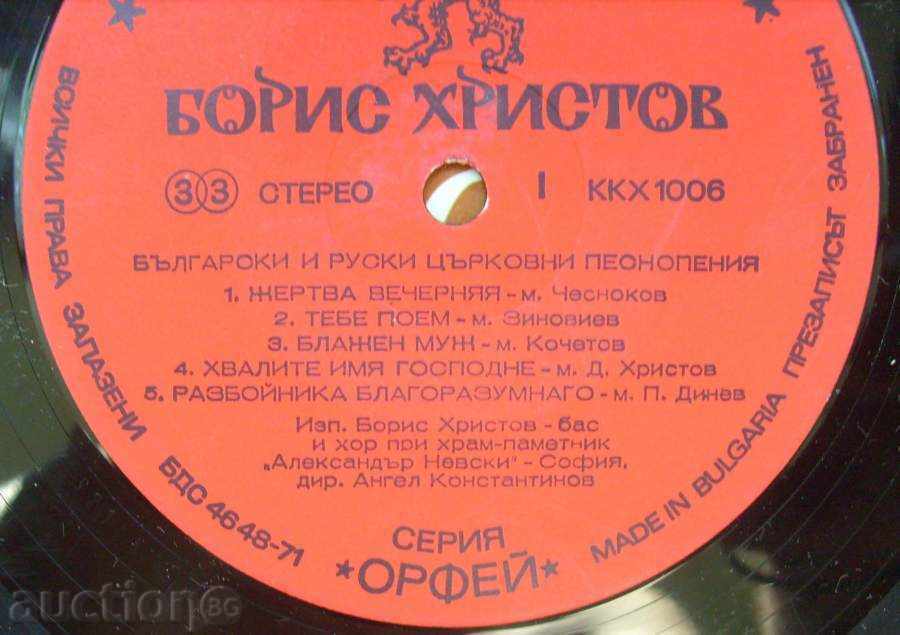 БОРИС ХРИСТОВ
33 СТЕРЕО I ККХ 1006
БЪЛГАРСКИ И РУСКИ ЦЪРКОВНИ ПЕСНОПЕНИЯ
1. ЖЕРТВА ВЕЧЕРНЯЯ – м. Чесноков
2. ТЕБЕ ПОЕМ – м. Зиновиев
3. БЛАЖЕН МУЖ – м. Кочетов
4. ХВАЛИТЕ ИМЯ ГОСПОДНЕ – м. Д. Христов
5. РАЗБОЙНИКА БЛАГОРАЗУМНАГО – м. П. Динев
Изп. Борис Христов – бас
и хор при храм-паметник
„Александър Невски" – София,
дир. Ангел Константинов
СЕРИЯ
*ОРФЕЙ*
ВСИЧКИ ПРАВА ЗАПАЗЕНИ
БДС 4648-71
MADE IN BULGARIA
ПРЕЗАПИСЪТ ЗАБРАНЕН
auction BG